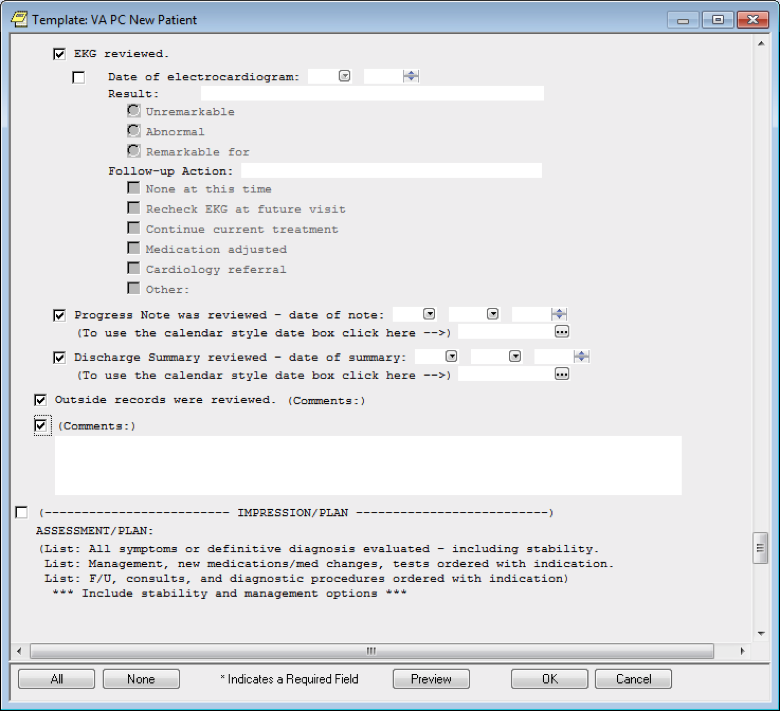 Template: VA PC New Patient
EKG reviewed.
Date of electrocardiogram:
Result:
Unremarkable
Abnormal
Remarkable for
Follow-up Action:
None at this time
Recheck EKG at future visit
Continue current treatment
Medication adjusted
Cardiology referral
Other:
Progress Note was reviewed - date of note:
(To use the calendar style date box click here -->)
Discharge Summary reviewed - date of summary:
(To use the calendar style date box click here -->)
Outside records were reviewed. (Comments:)
(Comments:)
(------------------------- IMPRESSION/PLAN --------------------------)
ASSESSMENT/PLAN:
(List: All symptoms or definitive diagnosis evaluated - including stability.
List: Management, new medications/med changes, tests ordered with indication.
List: F/U, consults, and diagnostic procedures ordered with indication)
*** Include stability and management options ***
All None * Indicates a Required Field Preview OK Cancel